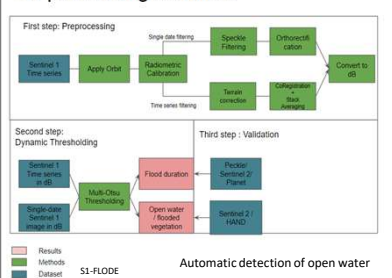 First step: Preprocessing
Single date filtering
Speckle
Filtering
Orthorectifi
cation
Sentinel 1
Time series
Apply Orbit
Radiometric
Calibration
Convert to
dB
Terrain
correction
CoRegistration
+
Stack
Averaging
Time series filtering
Second step:
Dynamic Thresholding
Third step : Validation
Sentinel 1
Time series
in dB
Flood duration
Peckle/
Sentinel 2/
Planet
Multi-Otsu
Thresholding
Single-date
Sentinel 1
image in dB
Open water
/ flooded
vegetation
Sentinel 2 /
HAND
Results
Methods
Dataset
S1-FLODE
Automatic detection of open water